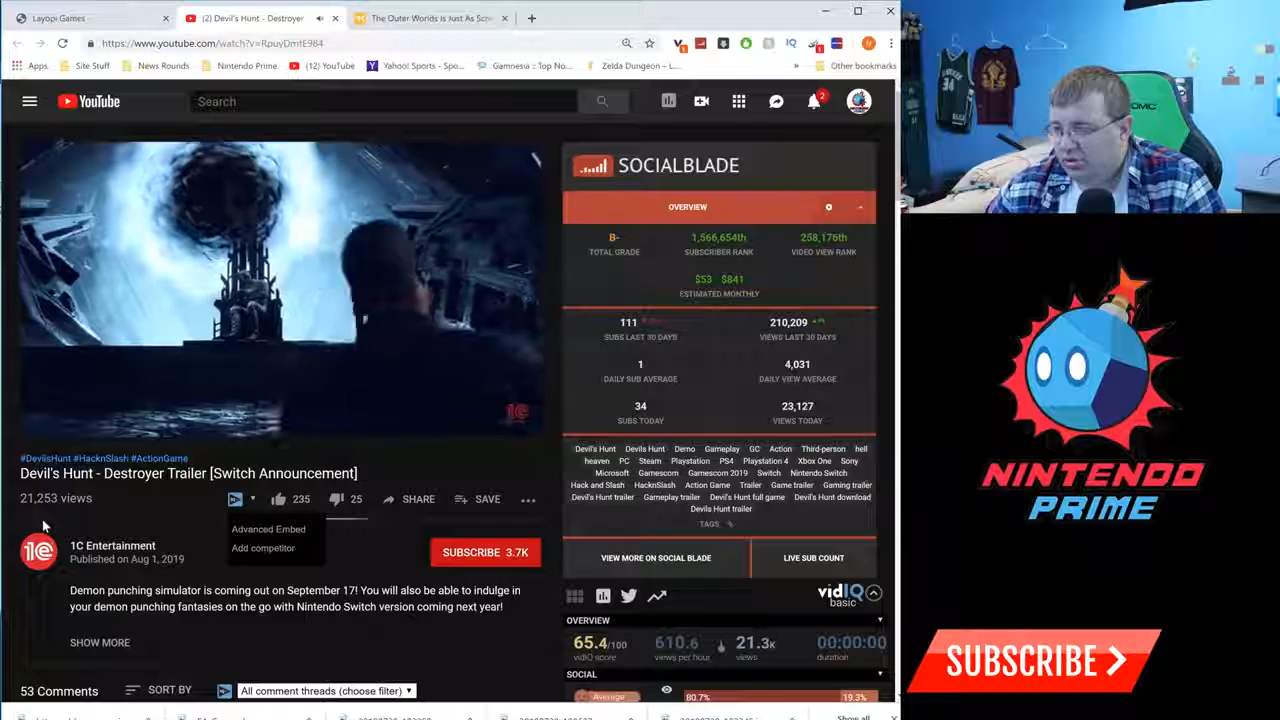 Layopi Games
(2) Devil's Hunt - Destroyer
The Outer Worlds Is Just As
https://www.youtube.com/watch?v=RpuyDmtE984
Apps
Site Stuff
News Rounds
Nintendo Prime
(12) YouTube
Yahoo! Sports - Spo...
Gamnesia :: Top No...
Zelda Dungeon – L...
Other bookmarks
YouTube
Search
2
34
OMIC
SOCIALBLADE
OVERVIEW
B-
1,566,654th
258,176th
TOTAL GRADE
SUBSCRIBER RANK
VIDEO VIEW RANK
$53 $841
ESTIMATED MONTHLY
111
210,209
SUBS LAST 30 DAYS
VIEWS LAST 30 DAYS
1
4,031
DAILY SUB AVERAGE
DAILY VIEW AVERAGE
34
23,127
SUBS TODAY
VIEWS TODAY
Devil's Hunt Devils Hunt Demo Gameplay GC Action Third-person hell
heaven PC Steam Playstation PS4 Playstation 4 Xbox One Sony
Microsoft Gamescom Gamescom 2019 Switch Nintendo Switch
Hack and Slash HacknSlash Action Game Trailer Game trailer Gaming trailer
Devil's Hunt trailer Gameplay trailer Devil's Hunt full game Devil's Hunt download
Devils Hunt trailer
TAGS
VIEW MORE ON SOCIAL BLADE
LIVE SUB COUNT
1C
#DevilsHunt #HacknSlash #ActionGame
Devil's Hunt - Destroyer Trailer [Switch Announcement]
21,253 views
235
25
SHARE
SAVE
Advanced Embed
Add competitor
1C
1C Entertainment
Published on Aug 1, 2019
SUBSCRIBE 3.7K
Demon punching simulator is coming out on September 17! You will also be able to indulge in
your demon punching fantasies on the go with Nintendo Switch version coming next year!
SHOW MORE
53 Comments
SORT BY
All comment threads (choose filter)
vidIQ
basic
OVERVIEW
65.4/100
610.6
21.3K
00:00:00
vidIQ score
views per hour
views
duration
SOCIAL
Average
80.7%
19.3%
Show all
NINTENDO
PRIME
SUBSCRIBE